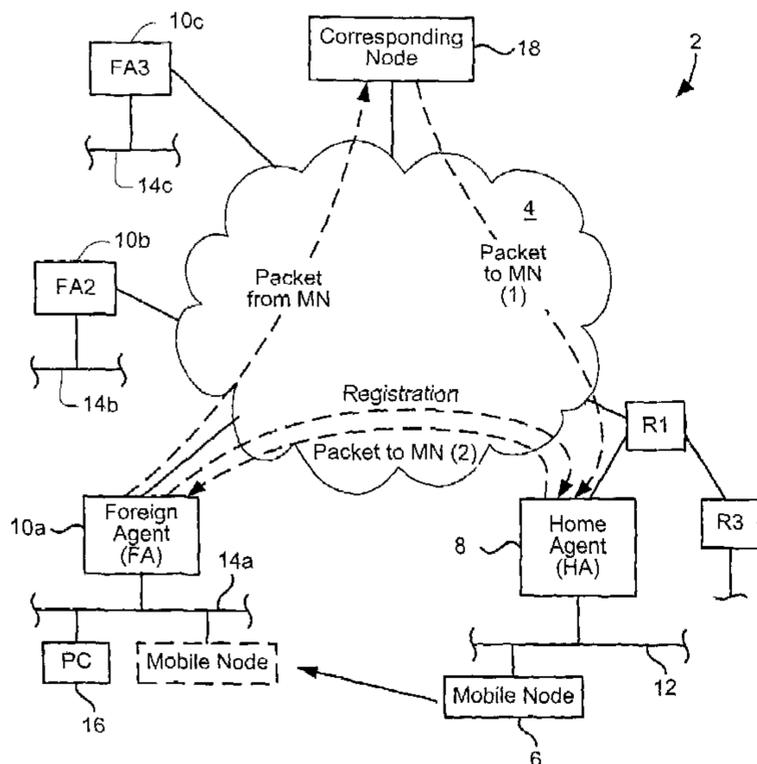 10c
FA3
14c
Corresponding
Node
18
2
4
10b
FA2
14b
Packet
from MN
Packet
to MN
(1)
Registration
Packet to MN (2)
R1
R3
10a
Foreign
Agent
(FA)
8
Home
Agent
(HA)
14a
PC
16
Mobile Node
12
Mobile Node
6